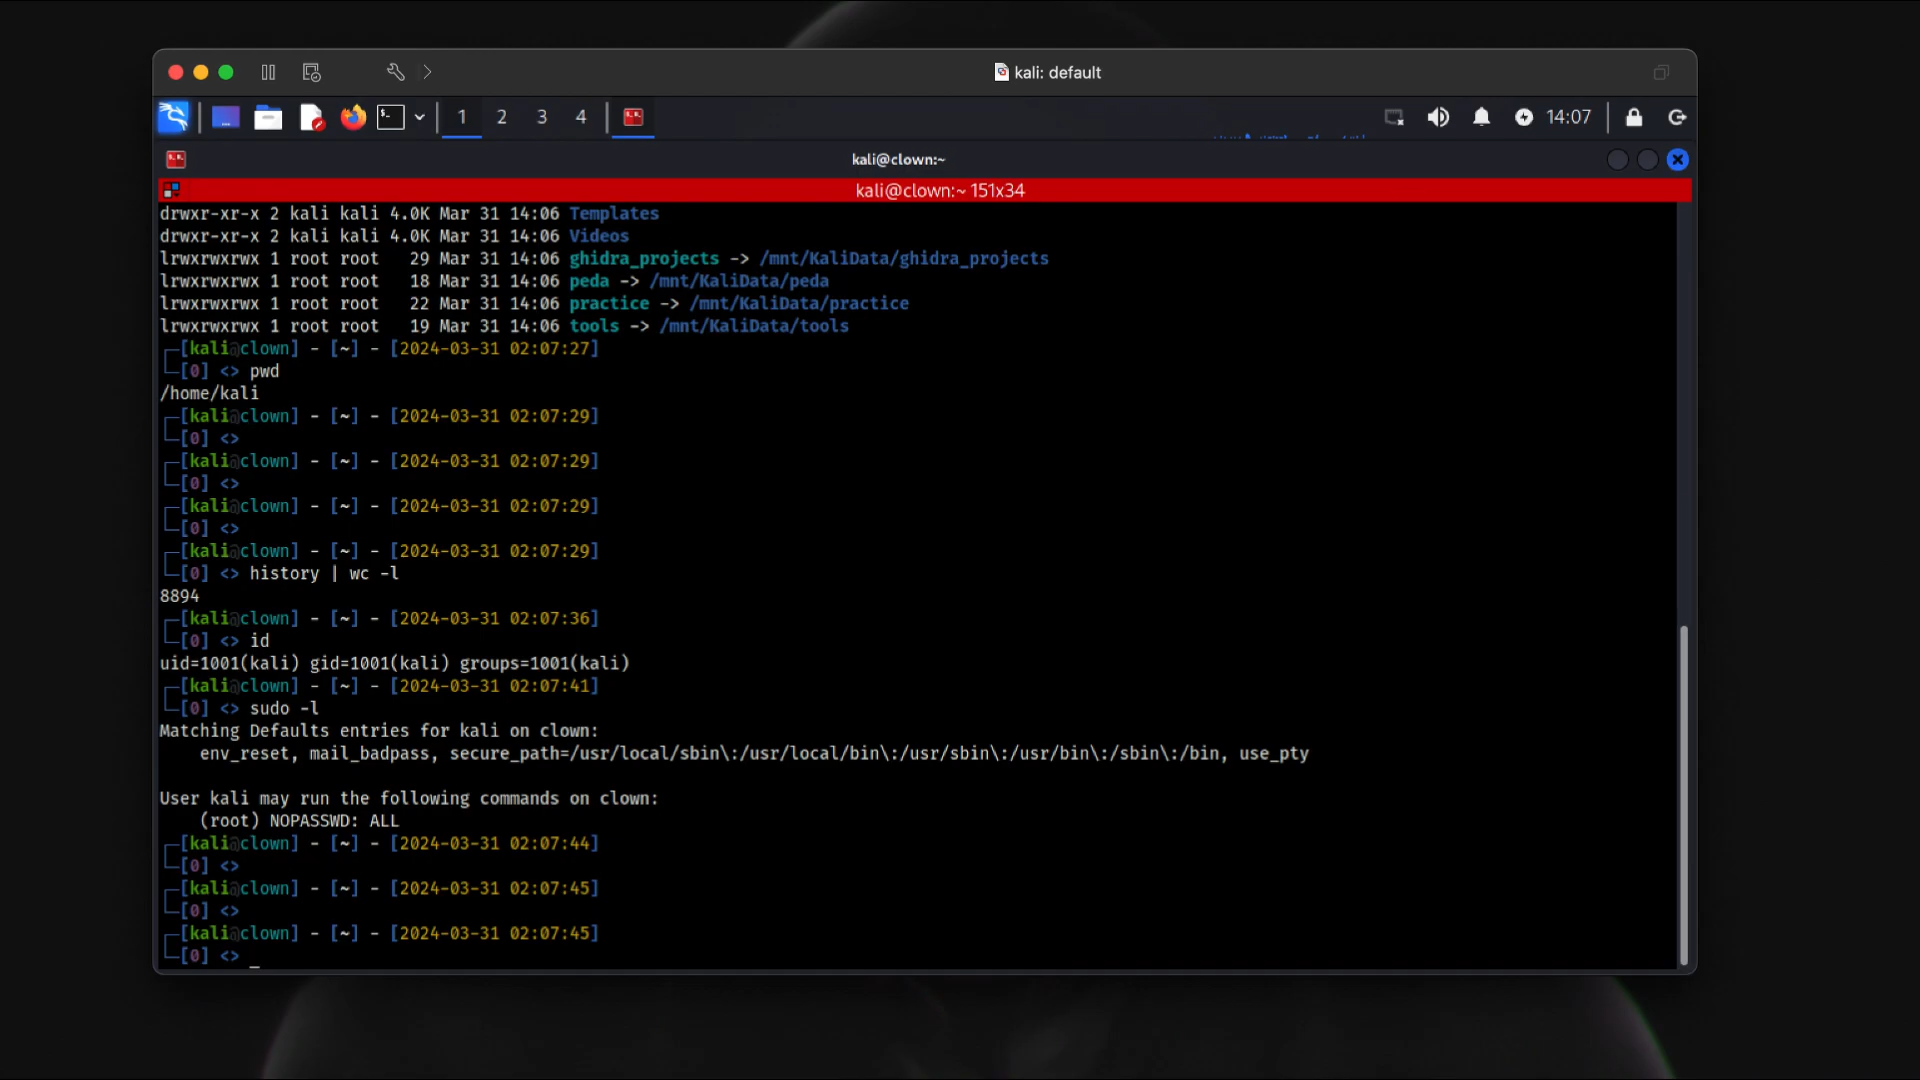 kali: default
1 2 3 4 14:07
kali@clown:~
kali@clown:~ 151x34
drwxr-xr-x 2 kali kali 4.0K Mar 31 14:06 Templates
drwxr-xr-x 2 kali kali 4.0K Mar 31 14:06 Videos
lrwxrwxrwx 1 root root   29 Mar 31 14:06 ghidra_projects -> /mnt/KaliData/ghidra_projects
lrwxrwxrwx 1 root root   18 Mar 31 14:06 peda -> /mnt/KaliData/peda
lrwxrwxrwx 1 root root   22 Mar 31 14:06 practice -> /mnt/KaliData/practice
lrwxrwxrwx 1 root root   19 Mar 31 14:06 tools -> /mnt/KaliData/tools
┌─[kali@clown] - [~] - [2024-03-31 02:07:27]
└─[0] <> pwd
/home/kali
┌─[kali@clown] - [~] - [2024-03-31 02:07:29]
└─[0] <>
┌─[kali@clown] - [~] - [2024-03-31 02:07:29]
└─[0] <>
┌─[kali@clown] - [~] - [2024-03-31 02:07:29]
└─[0] <>
┌─[kali@clown] - [~] - [2024-03-31 02:07:29]
└─[0] <> history | wc -l
8894
┌─[kali@clown] - [~] - [2024-03-31 02:07:36]
└─[0] <> id
uid=1001(kali) gid=1001(kali) groups=1001(kali)
┌─[kali@clown] - [~] - [2024-03-31 02:07:41]
└─[0] <> sudo -l
Matching Defaults entries for kali on clown:
    env_reset, mail_badpass, secure_path=/usr/local/sbin\:/usr/local/bin\:/usr/sbin\:/usr/bin\:/sbin\:/bin, use_pty

User kali may run the following commands on clown:
    (root) NOPASSWD: ALL
┌─[kali@clown] - [~] - [2024-03-31 02:07:44]
└─[0] <>
┌─[kali@clown] - [~] - [2024-03-31 02:07:45]
└─[0] <>
┌─[kali@clown] - [~] - [2024-03-31 02:07:45]
└─[0] <> _